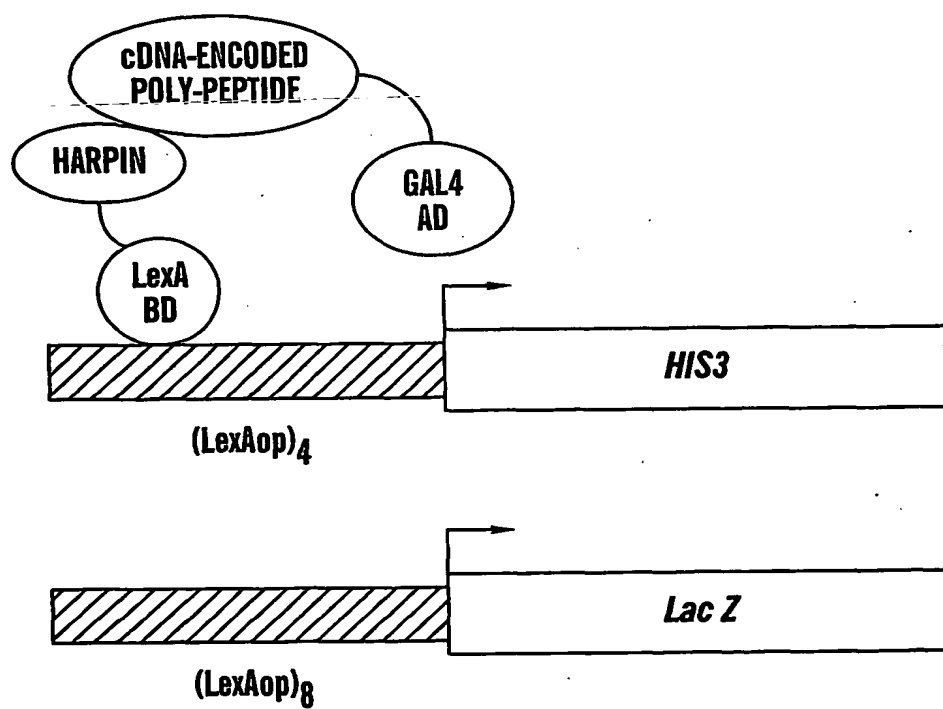 cDNA-ENCODED
POLY-PEPTIDE
HARPIN
GAL4
AD
LexA
BD
HIS3
(LexAop)4
Lac Z
(LexAop)8